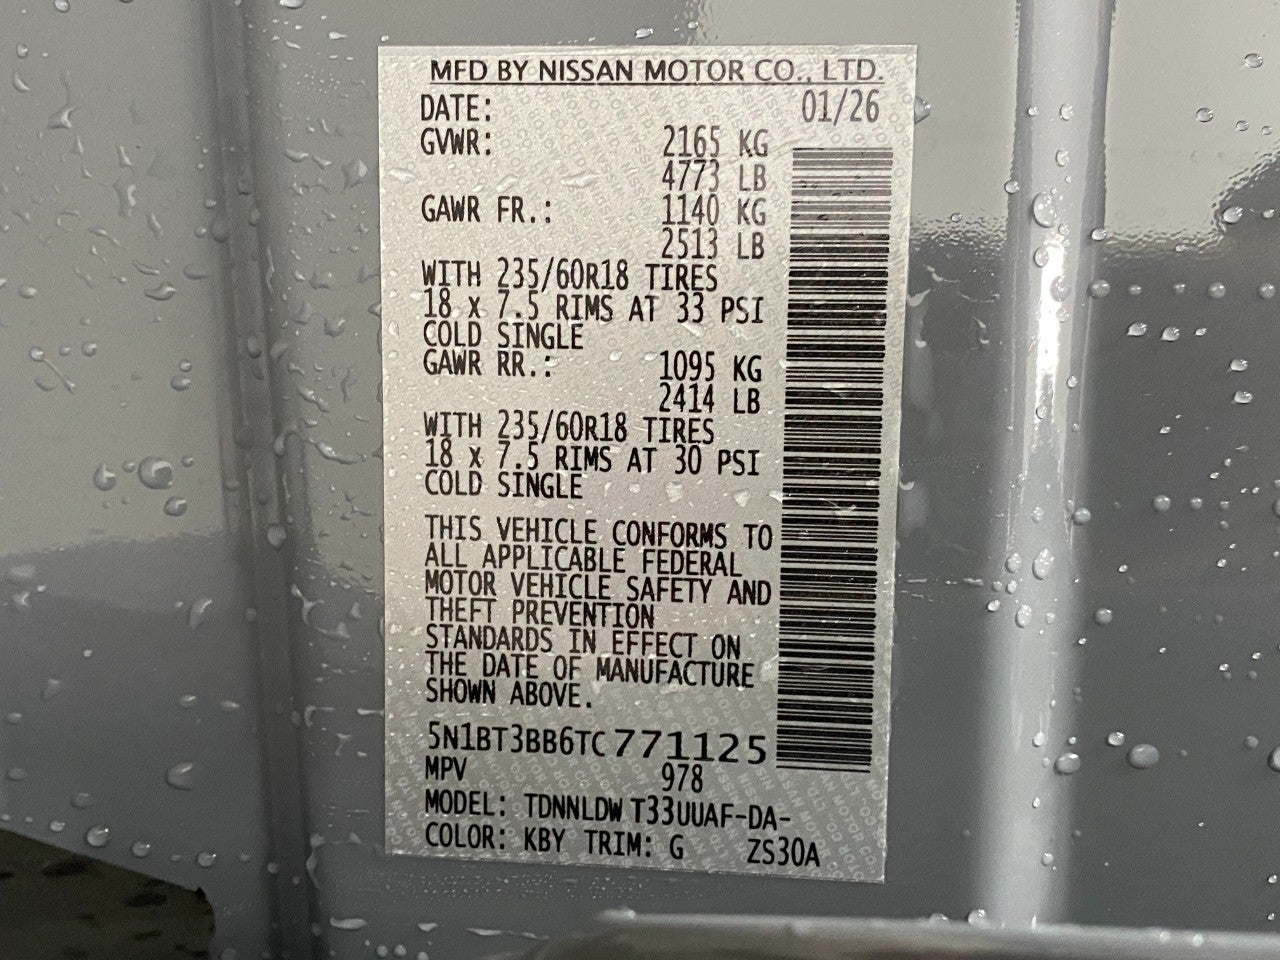 MFD BY NISSAN MOTOR CO., LTD.
DATE: 01/26
GVWR: 2165 KG
4773 LB
GAWR FR.: 1140 KG
2513 LB
WITH 235/60R18 TIRES
18 x 7.5 RIMS AT 33 PSI
COLD SINGLE
GAWR RR.: 1095 KG
2414 LB
WITH 235/60R18 TIRES
18 x 7.5 RIMS AT 30 PSI
COLD SINGLE
THIS VEHICLE CONFORMS TO
ALL APPLICABLE FEDERAL
MOTOR VEHICLE SAFETY AND
THEFT PREVENTION
STANDARDS IN EFFECT ON
THE DATE OF MANUFACTURE
SHOWN ABOVE.
5N1BT3BB6TC771125
MPV 978
MODEL: TDNNLDW T33UUAF-DA-
COLOR: KBY TRIM: G ZS30A